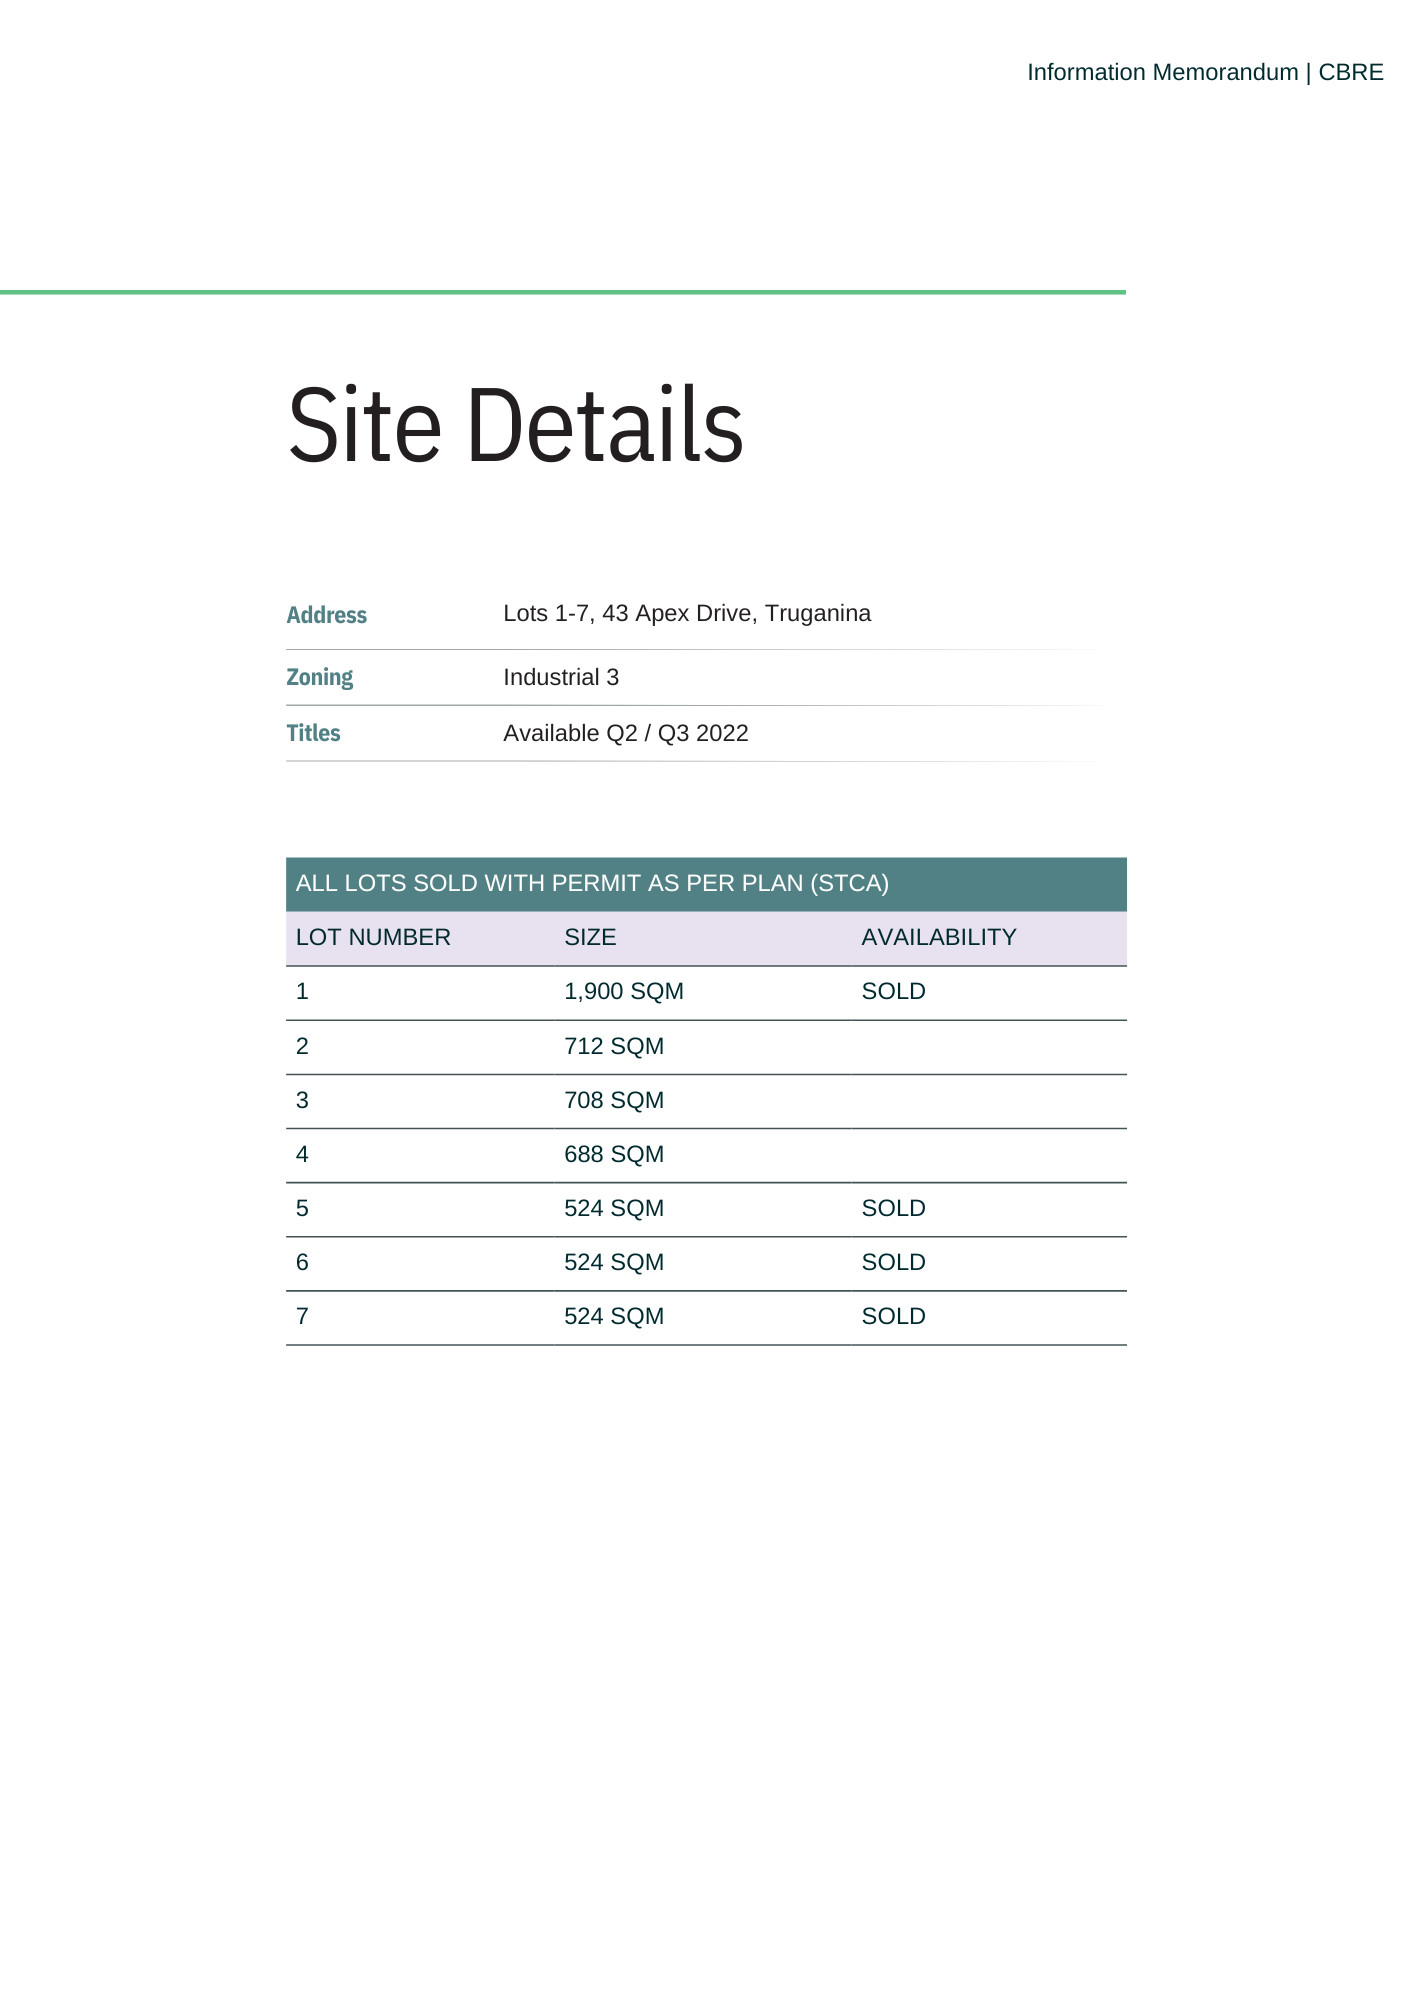 Information Memorandum | CBRE
Site Details
Address Lots 1-7, 43 Apex Drive, Truganina
Zoning Industrial 3
Titles Available Q2 / Q3 2022
ALL LOTS SOLD WITH PERMIT AS PER PLAN (STCA)
LOT NUMBER SIZE AVAILABILITY
1 1,900 SQM SOLD
2 712 SQM
3 708 SQM
4 688 SQM
5 524 SQM SOLD
6 524 SQM SOLD
7 524 SQM SOLD